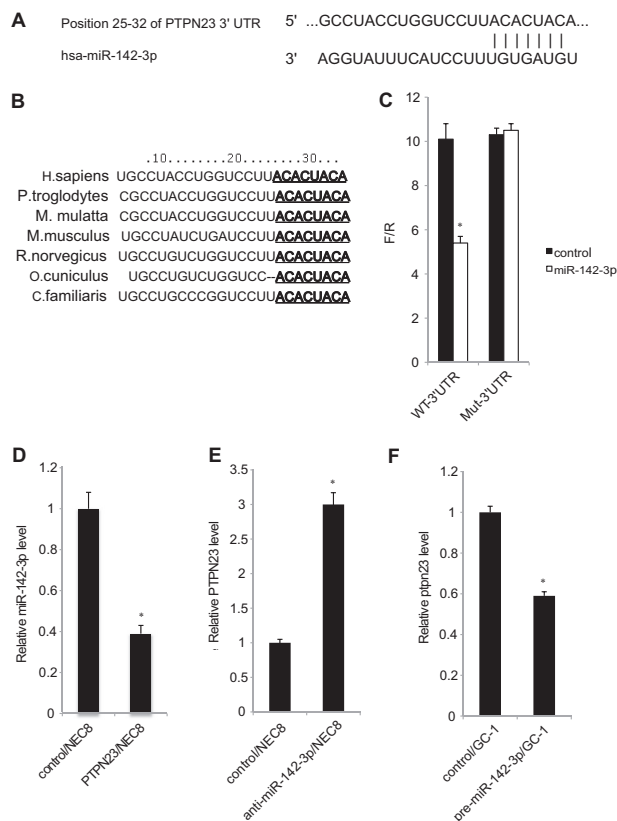 A
Position 25-32 of PTPN23 3' UTR 5' ...GCCUACCUGGUCCUUACACUACA...
hsa-miR-142-3p 3' AGGUAUUUCAUCCUUUGUGAUGU
B
.10........20........30...
H.sapiens UGCCUACCUGGUCCUUACACUACA
P.troglodytes CGCCUACCUGGUCCUUACACUACA
M. mulatta CGCCUACCUGGUCCUUACACUACA
M.musculus UGCCUAUCUGAUCCUUACACUACA
R.norvegicus UGCCUGUCUGGUCCUUACACUACA
O.cuniculus UGCCUGUCUGGUCC--ACACUACA
C.familiaris UGCCUGCCCGGUCCUUACACUACA
C
12
10
8
6
4
2
0
F/R
*
WT-3'UTR
Mut-3'UTR
control
miR-142-3p
D
1.2
1
0.8
0.6
0.4
0.2
0
Relative miR-142-3p level
*
control/NEC8
PTPN23/NEC8
E
3.5
3
2.5
2
1.5
1
0.5
0
Relative PTPN23 level
*
control/NEC8
anti-miR-142-3p/NEC8
F
1.2
1
0.8
0.6
0.4
0.2
0
Relative ptpn23 level
*
control/GC-1
pre-miR-142-3p/GC-1